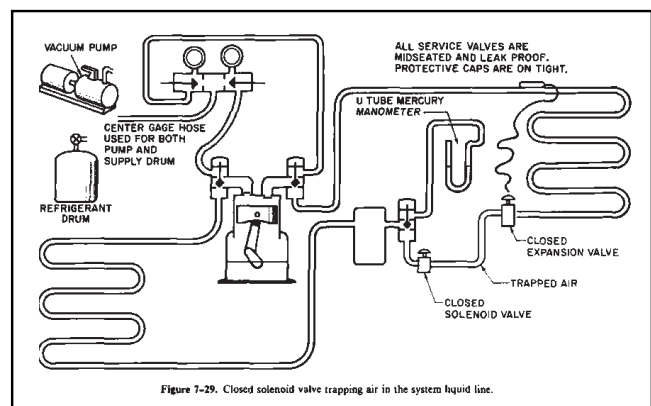 VACUUM PUMP
ALL SERVICE VALVES ARE
MIDSEATED AND LEAK PROOF.
PROTECTIVE CAPS ARE ON TIGHT.
U TUBE MERCURY
MANOMETER
CENTER GAGE HOSE
USED FOR BOTH
PUMP AND
SUPPLY DRUM
REFRIGERANT
DRUM
CLOSED
EXPANSION VALVE
TRAPPED AIR
CLOSED
SOLENOID VALVE
Figure 7-29. Closed solenoid valve trapping air in the system liquid line.